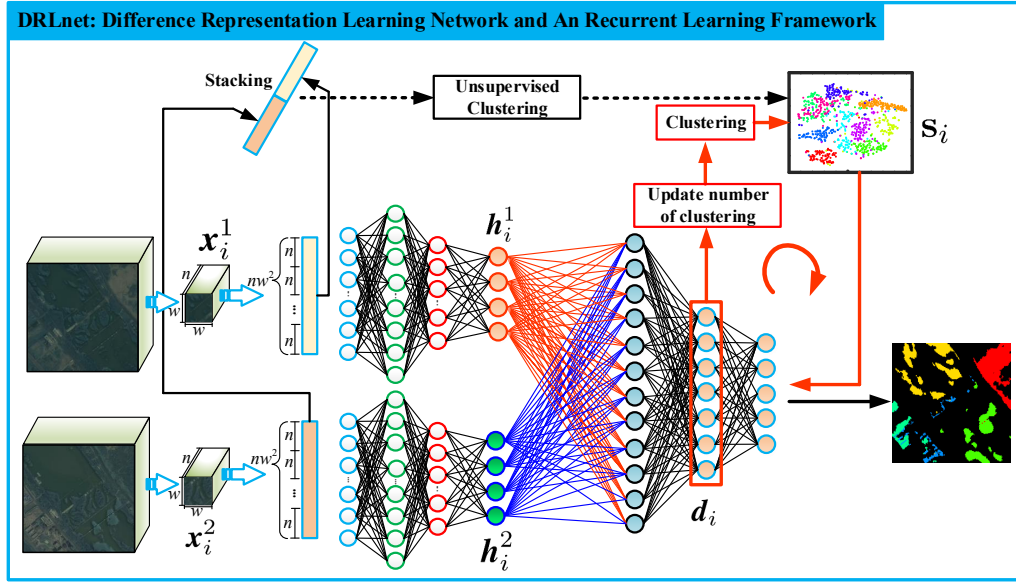 DRLnet: Difference Representation Learning Network and An Recurrent Learning Framework
Stacking
Unsupervised
Clustering
Clustering
s_i
Update number
of clustering
x_i^1
h_i^1
n
w
w
nw^2
n
n
...
n
n
w
w
nw^2
n
n
...
n
x_i^2
h_i^2
d_i